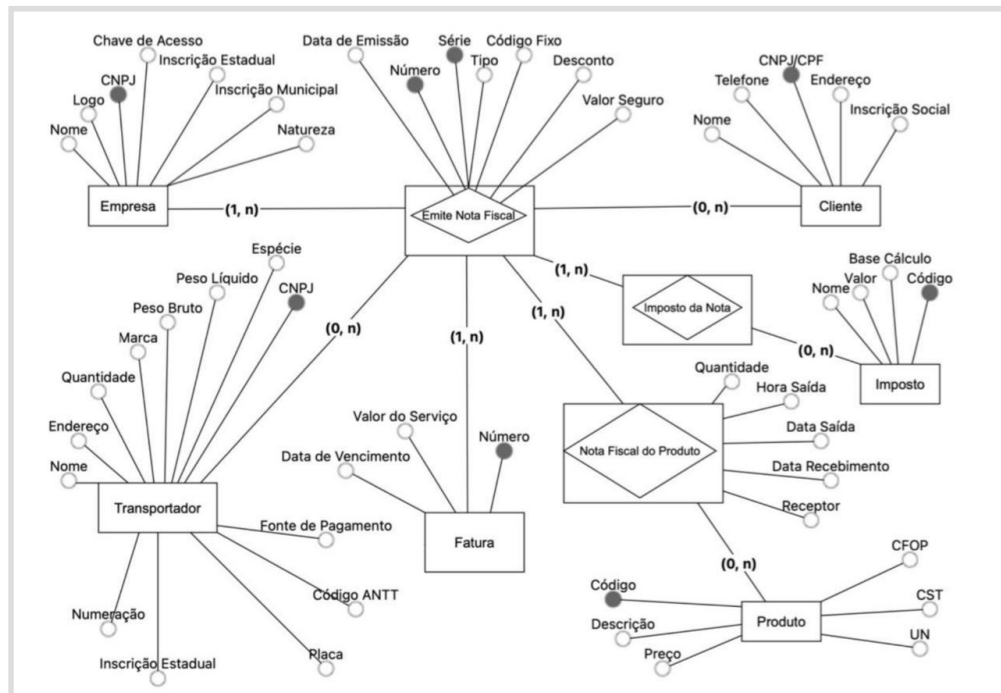 Chave de Acesso
CNPJ
Inscrição Estadual
Logo
Inscrição Municipal
Nome
Natureza
Empresa
(1, n)
Data de Emissão
Série
Código Fixo
Número
Tipo
Desconto
Valor Seguro
Emite Nota Fiscal
CNPJ/CPF
Telefone
Endereço
Nome
Inscrição Social
(0, n)
Cliente
Espécie
Peso Líquido
CNPJ
Peso Bruto
Marca
Quantidade
Endereço
Nome
Transportador
(0, n)
Fonte de Pagamento
Código ANTT
Placa
Numeração
Inscrição Estadual
(1, n)
Valor do Serviço
Número
Data de Vencimento
Fatura
(1, n)
Imposto da Nota
(0, n)
Base Cálculo
Nome
Valor
Código
Imposto
(1, n)
Quantidade
Hora Saída
Nota Fiscal do Produto
Data Saída
Data Recebimento
Receptor
(0, n)
Código
Descrição
Preço
Produto
CFOP
CST
UN